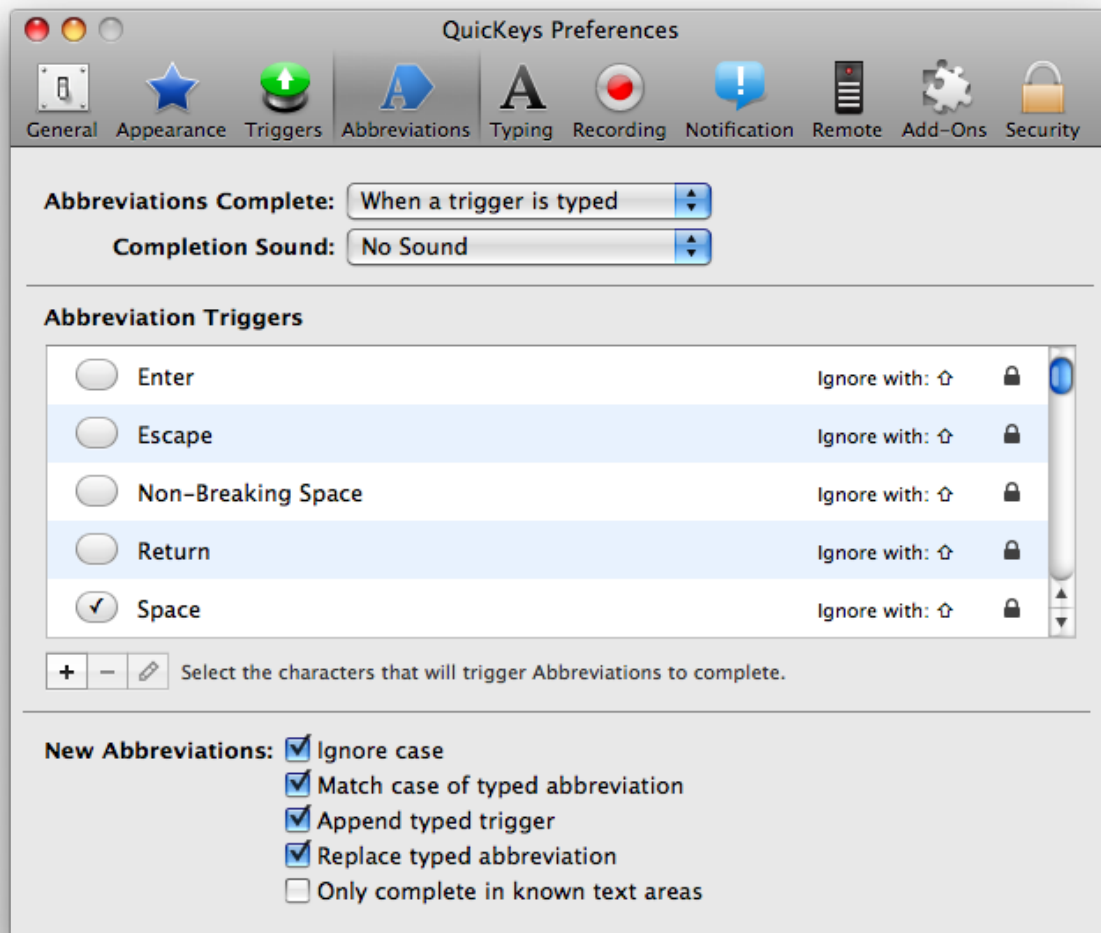 QuicKeys Preferences
General Appearance Triggers Abbreviations Typing Recording Notification Remote Add-Ons Security
Abbreviations Complete: When a trigger is typed
Completion Sound: No Sound
Abbreviation Triggers
Enter Ignore with: ⇧
Escape Ignore with: ⇧
Non-Breaking Space Ignore with: ⇧
Return Ignore with: ⇧
Space Ignore with: ⇧
Select the characters that will trigger Abbreviations to complete.
New Abbreviations: Ignore case
Match case of typed abbreviation
Append typed trigger
Replace typed abbreviation
Only complete in known text areas